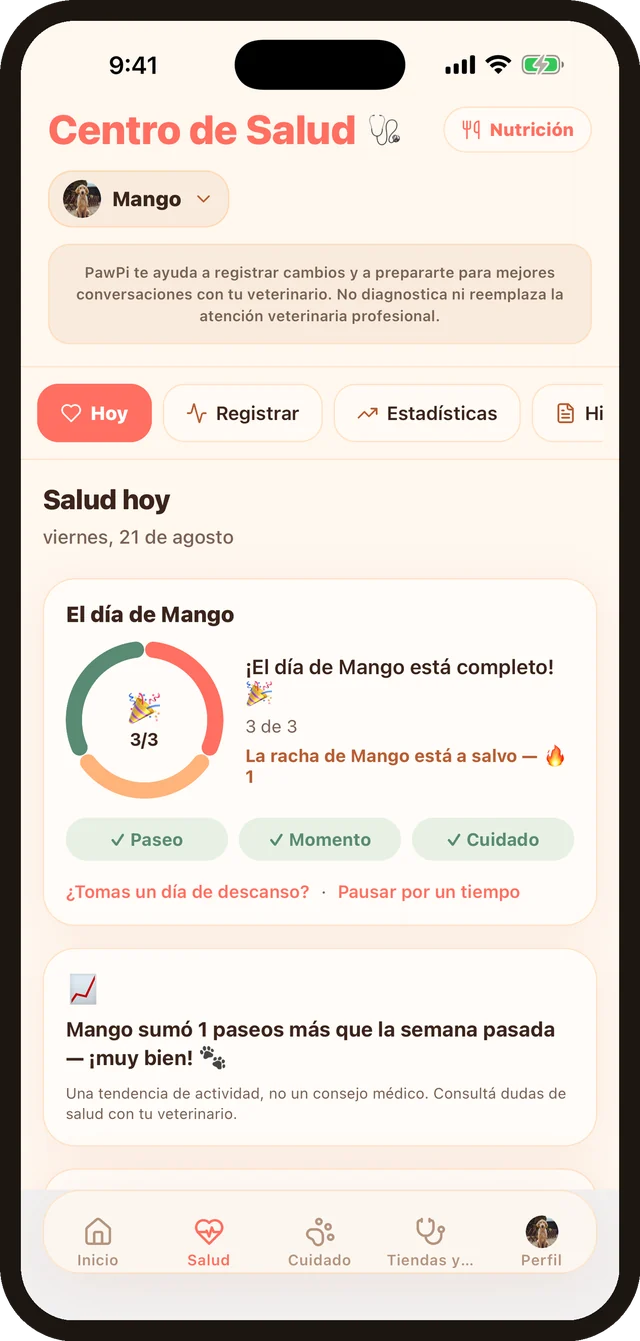 9:41
Centro de Salud 🩺
Nutrición
Mango
PawPi te ayuda a registrar cambios y a prepararte para mejores
conversaciones con tu veterinario. No diagnostica ni reemplaza la
atención veterinaria profesional.
Hoy
Registrar
Estadísticas
Hi
Salud hoy
viernes, 21 de agosto
El día de Mango
🎉
3/3
¡El día de Mango está completo!
🎉
3 de 3
La racha de Mango está a salvo — 🔥
1
✓ Paseo
✓ Momento
✓ Cuidado
¿Tomas un día de descanso? · Pausar por un tiempo
📈
Mango sumó 1 paseos más que la semana pasada
— ¡muy bien! 🐾
Una tendencia de actividad, no un consejo médico. Consultá dudas de
salud con tu veterinario.
Inicio
Salud
Cuidado
Tiendas y...
Perfil